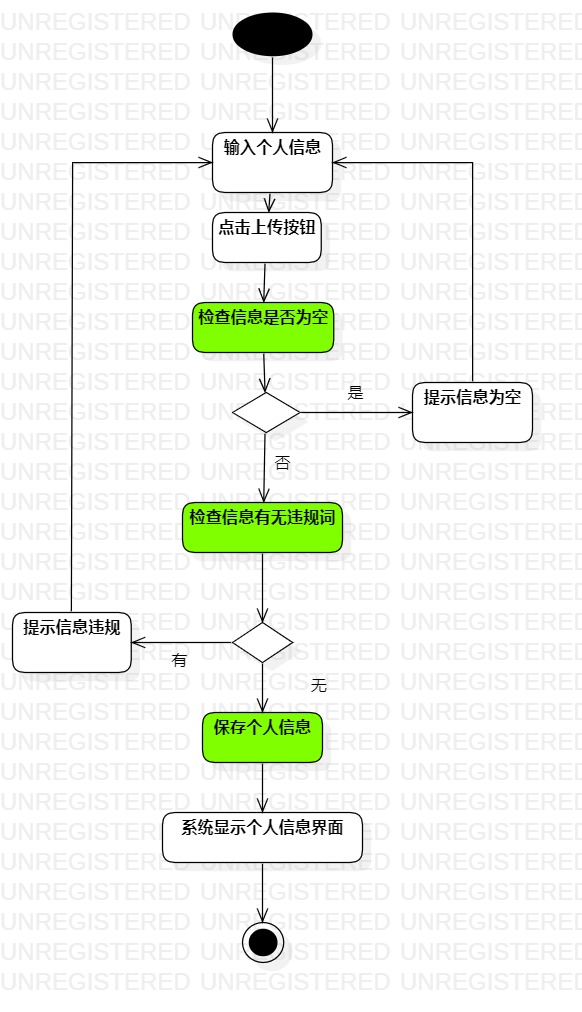 UNREGISTERED UNREGISTERED UNREGISTERED
输入个人信息
点击上传按钮
检查信息是否为空
是
提示信息为空
否
检查信息有无违规词
提示信息违规
有
无
保存个人信息
系统显示个人信息界面